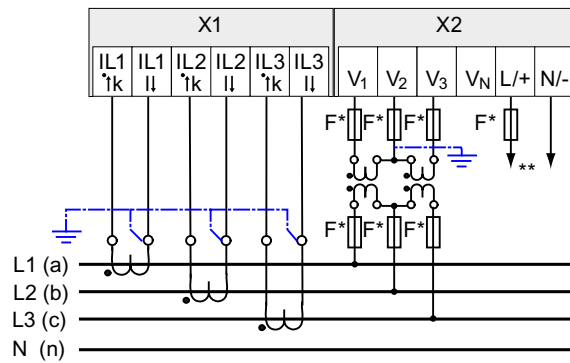 X1 X2
IL1 IL1 IL2 IL2 IL3 IL3
↑k I↓ ↑k I↓ ↑k I↓ V1 V2 V3 VN L/+ N/-
F* F* F* F*
**
F* F* F*
L1 (a)
L2 (b)
L3 (c)
N (n)